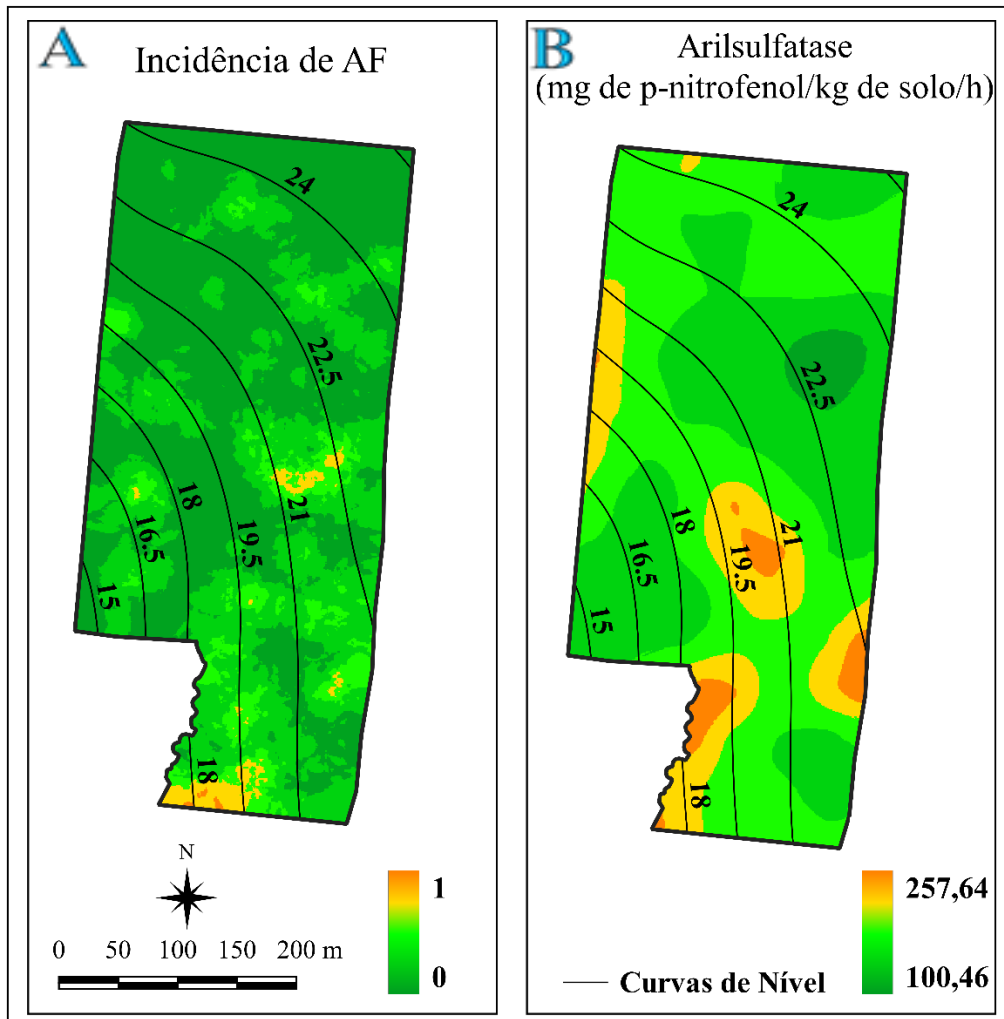 A
Incidência de AF
24
22.5
21
19.5
18
16.5
15
18
N
0 50 100 150 200 m
1
0
B
Arilsulfatase
(mg de p-nitrofenol/kg de solo/h)
24
22.5
21
19.5
18
16.5
15
18
Curvas de Nível
257,64
100,46